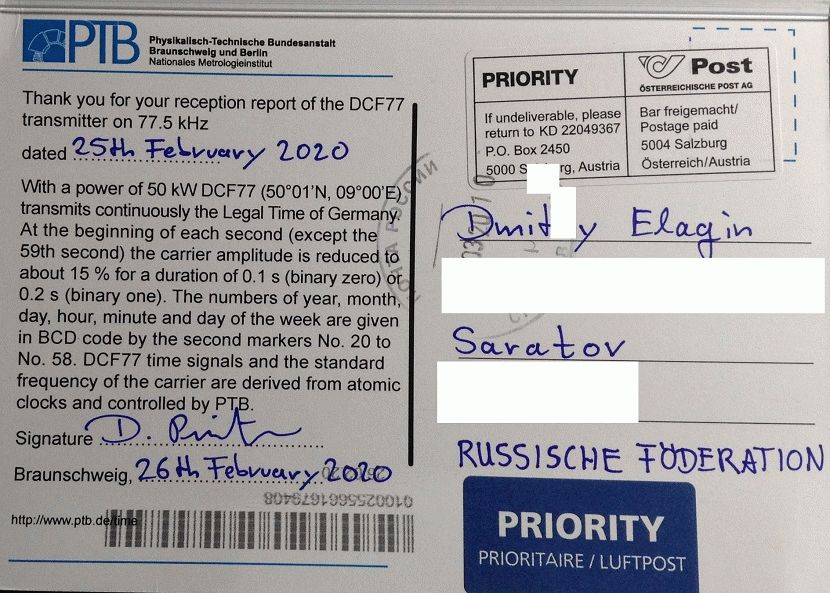 PTB
Physikalisch-Technische Bundesanstalt
Braunschweig und Berlin
Nationales Metrologieinstitut
Thank you for your reception report of the DCF77
transmitter on 77.5 kHz
dated 25th February 2020
With a power of 50 kW DCF77 (50°01'N, 09°00'E)
transmits continuously the Legal Time of Germany.
At the beginning of each second (except the
59th second) the carrier amplitude is reduced to
about 15 % for a duration of 0.1 s (binary zero) or
0.2 s (binary one). The numbers of year, month,
day, hour, minute and day of the week are given
in BCD code by the second markers No. 20 to
No. 58. DCF77 time signals and the standard
frequency of the carrier are derived from atomic
clocks and controlled by PTB.
Signature
Braunschweig, 26th February 2020
http://www.ptb.de/time
PRIORITY
If undeliverable, please
return to KD 22049367
P.O. Box 2450
5000 Austria
Post
ÖSTERREICHISCHE POST AG
Bar freigemacht/
Postage paid
5004 Salzburg
Österreich/Austria
Elagin
Saratov
RUSSISCHE FÖDERATION
PRIORITY
PRIORITAIRE / LUFTPOST